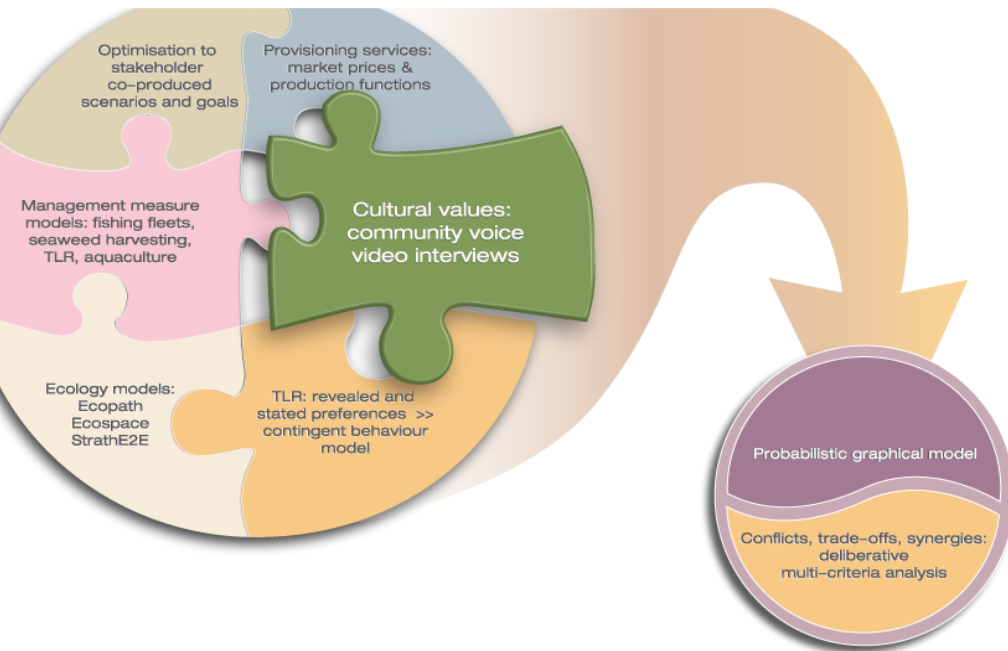 Optimisation to
stakeholder
co-produced
scenarios and goals
Provisioning services:
market prices &
production functions
Management measure
models: fishing fleets,
seaweed harvesting,
TLR, aquaculture
Cultural values:
community voice
video interviews
Ecology models:
Ecopath
Ecospace
StrathE2E
TLR: revealed and
stated preferences >>
contingent behaviour
model
Probabilistic graphical model
Conflicts, trade-offs, synergies:
deliberative
multi-criteria analysis